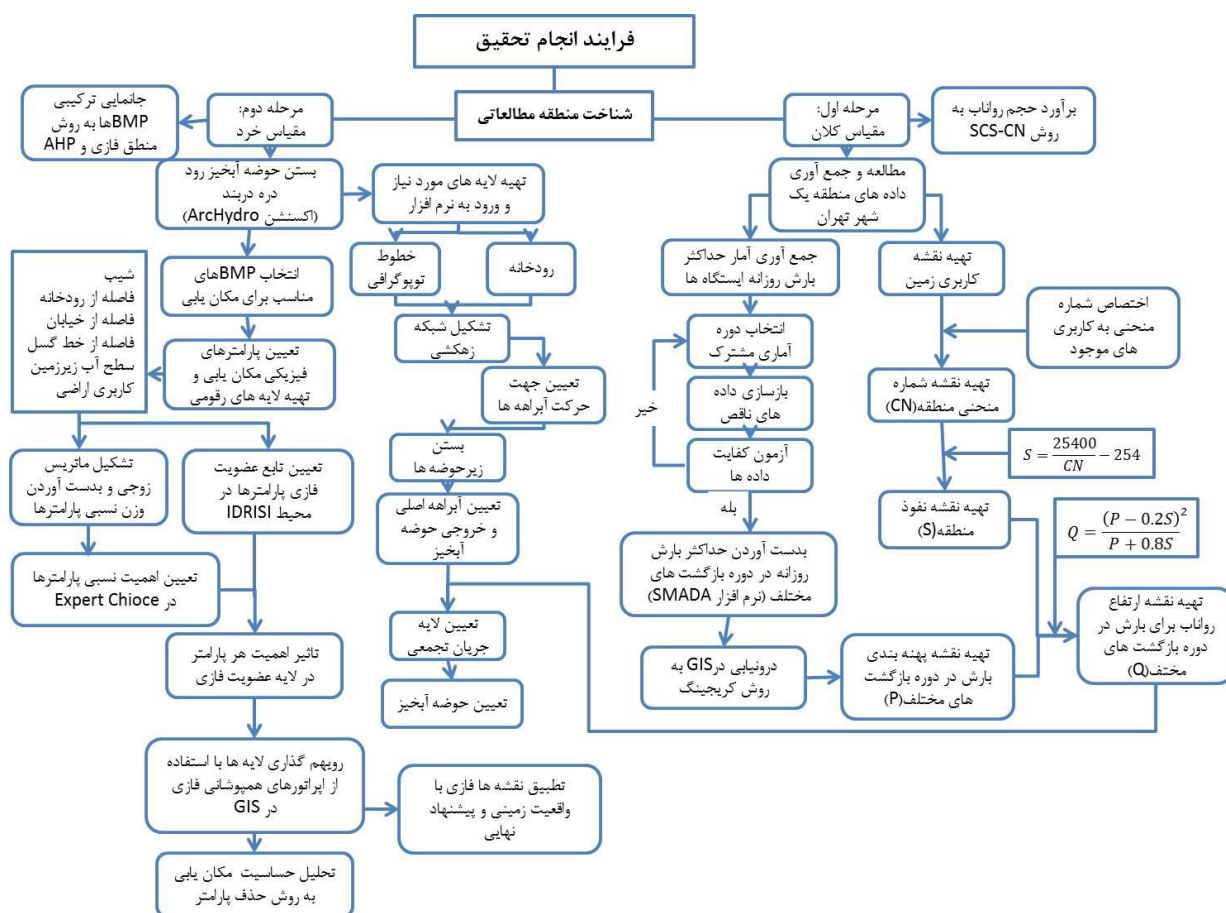 فرایند انجام تحقیق
شناخت منطقه مطالعاتی
مرحله اول:
مقیاس کلان
برآورد حجم رواناب به
روش SCS-CN
مطالعه و جمع آوری
داده های منطقه یک
شهر تهران
تهیه نقشه
کاربری زمین
اختصاص شماره
منحنی به کاربری
های موجود
تهیه نقشه شماره
منحنی منطقه(CN)
S = 25400/CN − 254
تهیه نقشه نفوذ
منطقه(S)
Q = (P − 0.2S)²/P + 0.8S
تهیه نقشه ارتفاع
رواناب برای بارش در
دوره بازگشت های
مختف(Q)
جمع آوری آمار حداکثر
بارش روزانه ایستگاه ها
انتخاب دوره
آماری مشترک
بازسازی داده
های ناقص
آزمون کفایت
داده ها
خیر
بله
بدست آوردن حداکثر بارش
روزانه در دوره بازگشت های
مختلف (نرم افزار SMADA)
درونیابی درGIS به
روش کریجینگ
تهیه نقشه پهنه بندی
بارش در دوره بازگشت
های مختلف(P)
مرحله دوم:
مقیاس خرد
جانمایی ترکیبی
BMPها به روش
منطق فازی و AHP
بستن حوضه آبخیز رود
دره دربند
(اکسنشن ArcHydro)
تهیه لایه های مورد نیاز
و ورود به نرم افزار
رودخانه
خطوط
توپوگرافی
تشکیل شبکه
زهکشی
تعیین جهت
حرکت آبراهه ها
بستن
زیرحوضه ها
تعیین آبراهه اصلی
و خروجی حوضه
آبخیز
تعیین لایه
جریان تجمعی
تعیین حوضه آبخیز
انتخاب BMPهای
مناسب برای مکان یابی
تعیین پارامترهای
فیزیکی مکان یابی و
تهیه لایه های رقومی
شیب
فاصله از رودخانه
فاصله از خیابان
فاصله از خط گسل
سطح آب زیرزمین
کاربری اراضی
تعیین تابع عضویت
فازی پارامترها در
محیط IDRISI
تشکیل ماتریس
زوجی و بدست آوردن
وزن نسبی پارامترها
تعیین اهمیت نسبی پارامترها
در Expert Chioce
تاثیر اهمیت هر پارامتر
در لایه عضویت فازی
رویهم گذاری لایه ها با استفاده
از اپراتورهای همپوشانی فازی
در GIS
تطبیق نقشه ها فازی با
واقعیت زمینی و پیشنهاد
نهایی
تحلیل حساسیت مکان یابی
به روش حذف پارامتر